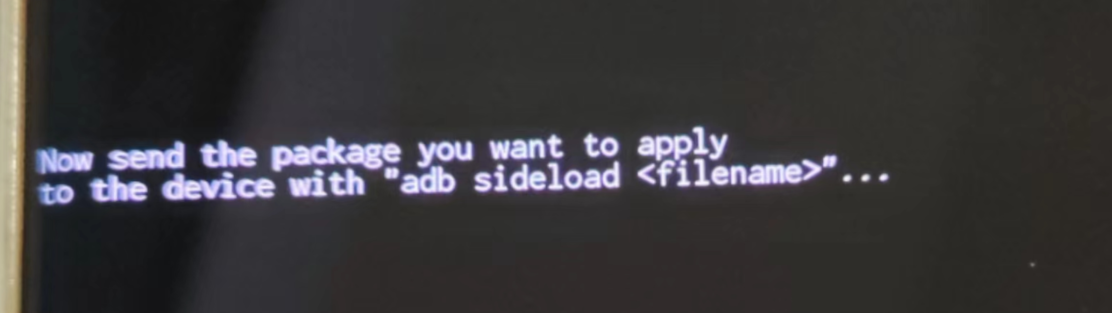 Now send the package you want to apply
to the device with "adb sideload <filename>"...